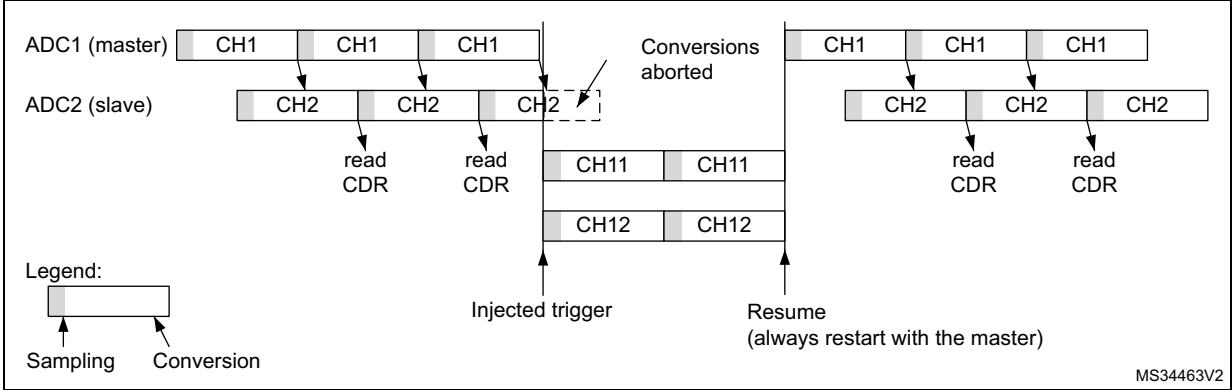 ADC1 (master) CH1 CH1 CH1 CH1 CH1 CH1
Conversions
aborted
ADC2 (slave) CH2 CH2 CH2 CH2 CH2 CH2
read read read read
CDR CDR CDR CDR
CH11 CH11
CH12 CH12
Legend:
Injected trigger
Resume
(always restart with the master)
Sampling Conversion
MS34463V2